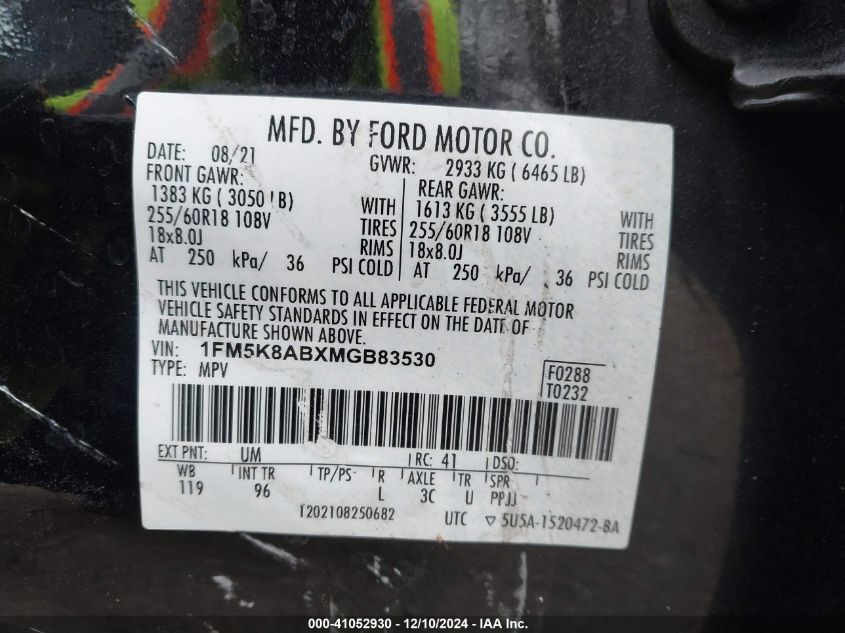 MFD. BY FORD MOTOR CO.
DATE: 08/21 GVWR: 2933 KG ( 6465 LB)
FRONT GAWR: REAR GAWR:
1383 KG ( 3050 LB) WITH 1613 KG ( 3555 LB) WITH
255/60R18 108V TIRES 255/60R18 108V TIRES
18x8.0J RIMS 18x8.0J RIMS
AT 250 kPa/ 36 PSI COLD AT 250 kPa/ 36 PSI COLD
THIS VEHICLE CONFORMS TO ALL APPLICABLE FEDERAL MOTOR
VEHICLE SAFETY STANDARDS IN EFFECT ON THE DATE OF
MANUFACTURE SHOWN ABOVE.
VIN: 1FM5K8ABXMGB83530
TYPE: MPV
F0288
T0232
EXT PNT: UM RC: 41 DSO:
WB INT TR TP/PS R AXLE TR SPR
119 96 L 3C U PPJJ
T202108250682 UTC ▽ 5U5A-1520472-BA
000-41052930 - 12/10/2024 - IAA Inc.